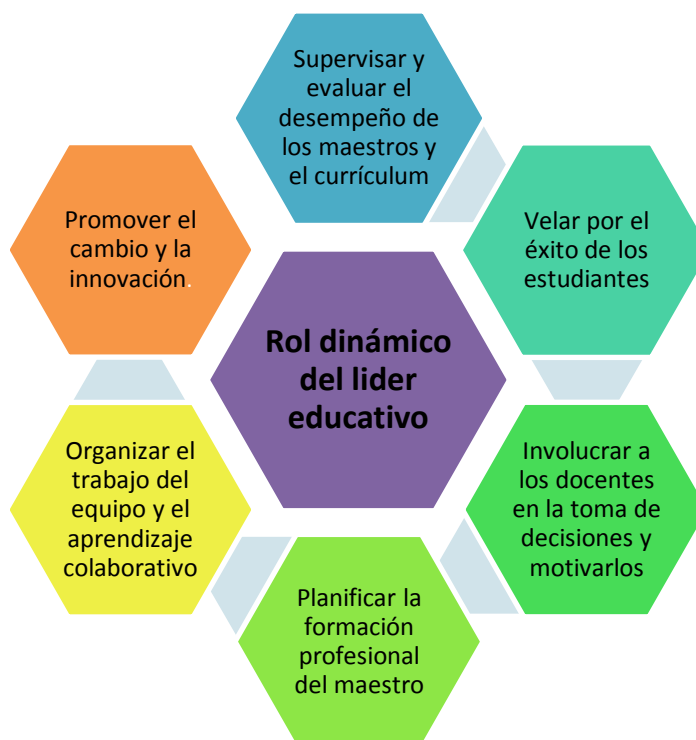 Supervisar y
evaluar el
desempeño de
los maestros y
el currículum
Velar por el
éxito de los
estudiantes
Involucrar a
los docentes
en la toma de
decisiones y
motivarlos
Planificar la
formación
profesional
del maestro
Organizar el
trabajo del
equipo y el
aprendizaje
colaborativo
Promover el
cambio y la
innovación.
Rol dinámico
del lider
educativo